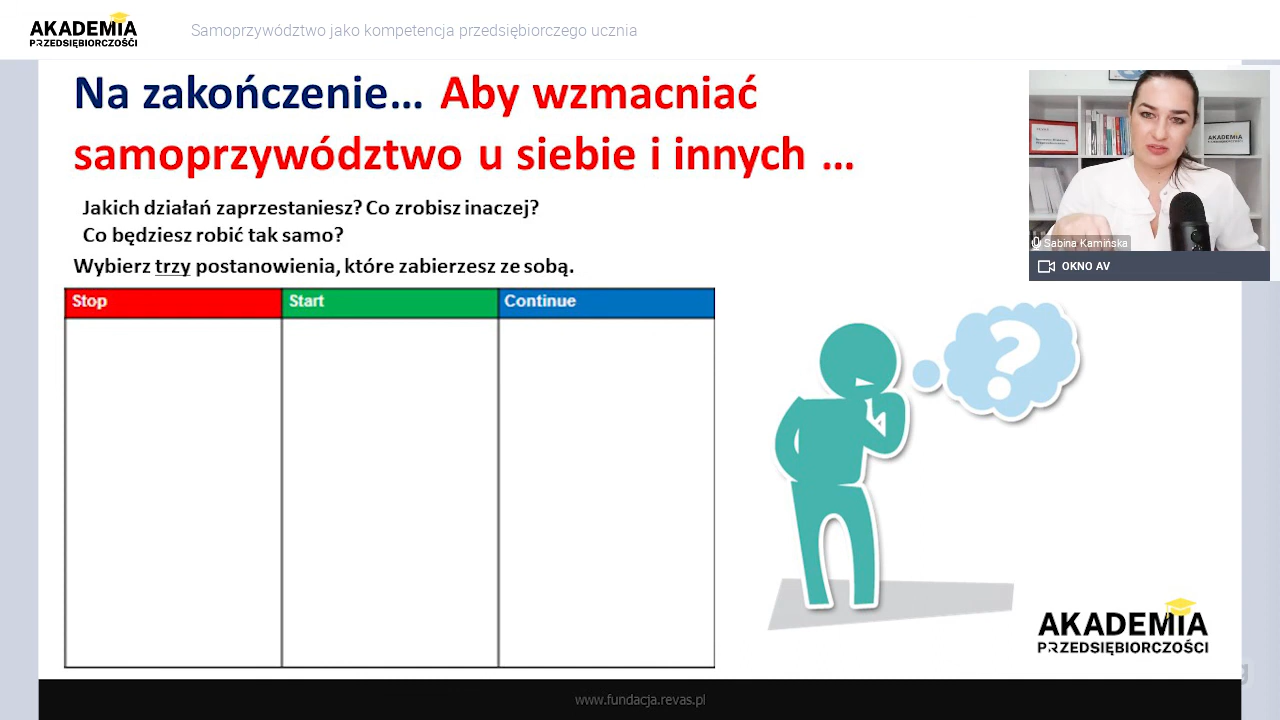 AKADEMIA
PRZEDSIĘBIORCZOŚCI
Samoprzywództwo jako kompetencja przedsiębiorczego ucznia
Na zakończenie... Aby wzmacniać
samoprzywództwo u siebie i innych ...
Jakich działań zaprzestaniesz? Co zrobisz inaczej?
Co będziesz robić tak samo?
Wybierz trzy postanowienia, które zabierzesz ze sobą.
Stop
Start
Continue
?
AKADEMIA
Sabina Kamińska
OKNO AV
AKADEMIA
PRZEDSIĘBIORCZOŚCI
www.fundacja.revas.pl